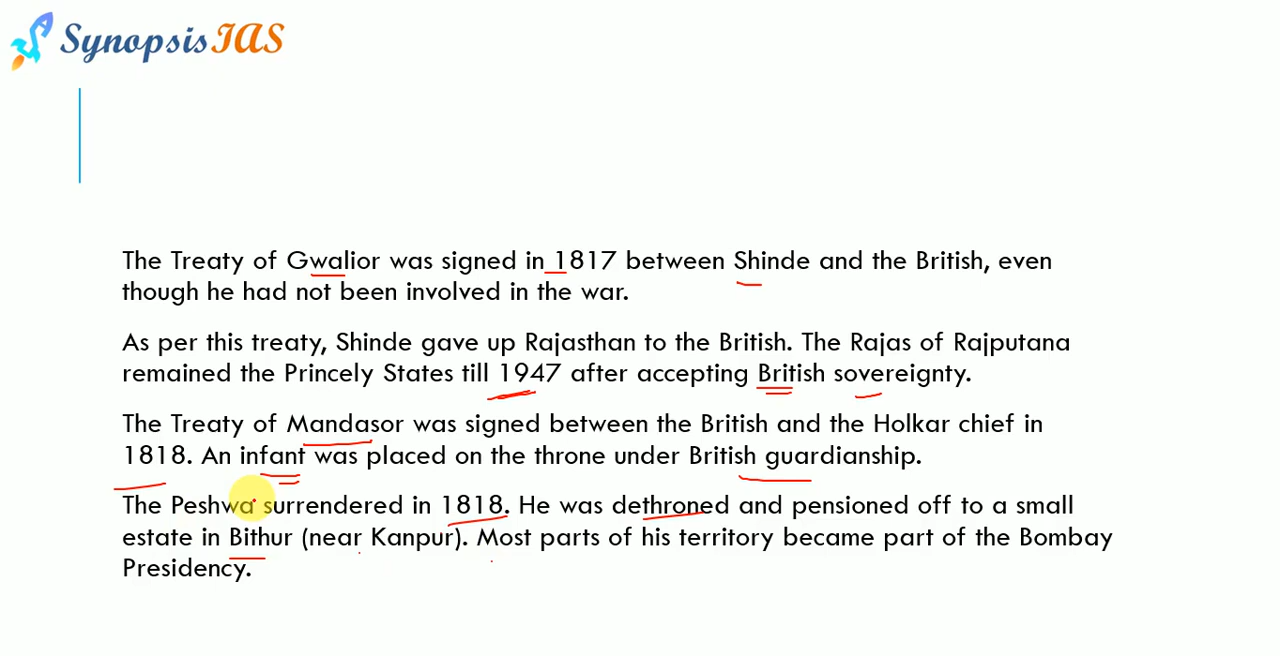 SynopsisIAS
The Treaty of Gwalior was signed in 1817 between Shinde and the British, even
though he had not been involved in the war.
As per this treaty, Shinde gave up Rajasthan to the British. The Rajas of Rajputana
remained the Princely States till 1947 after accepting British sovereignty.
The Treaty of Mandasor was signed between the British and the Holkar chief in
1818. An infant was placed on the throne under British guardianship.
The Peshwa surrendered in 1818. He was dethroned and pensioned off to a small
estate in Bithur (near Kanpur). Most parts of his territory became part of the Bombay
Presidency.